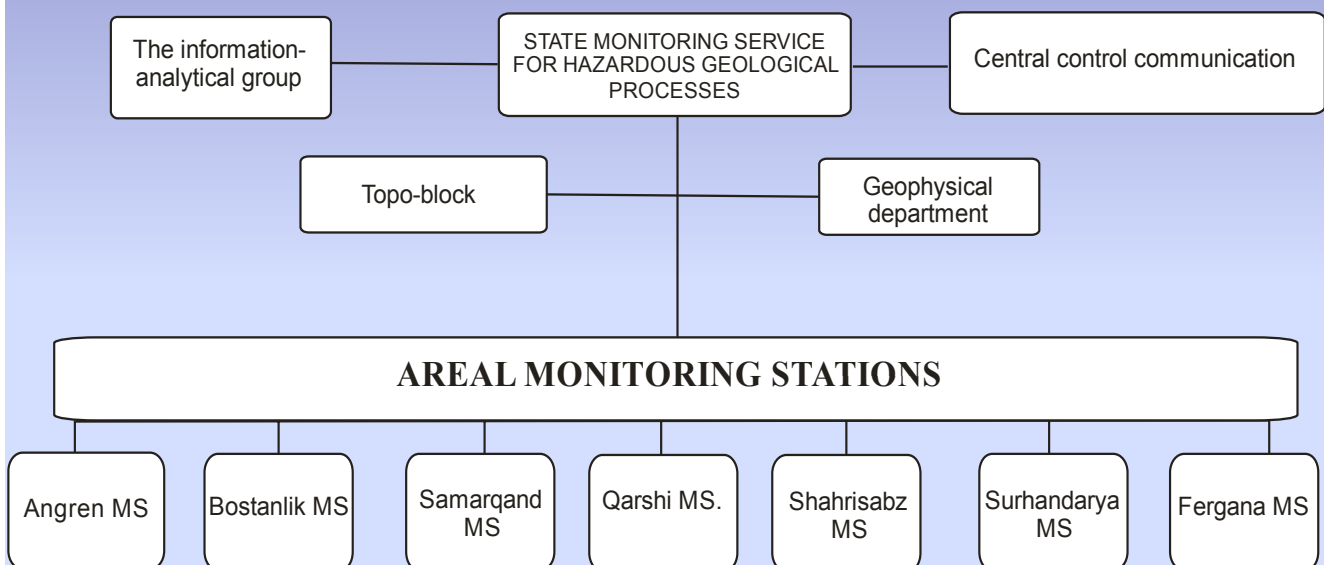 The information-
analytical group
STATE MONITORING SERVICE
FOR HAZARDOUS GEOLOGICAL
PROCESSES
Central control communication
Topo-block
Geophysical
department
AREAL MONITORING STATIONS
Angren MS
Bostanlik MS
Samarqand
MS
Qarshi MS.
Shahrisabz
MS
Surhandarya
MS
Fergana MS